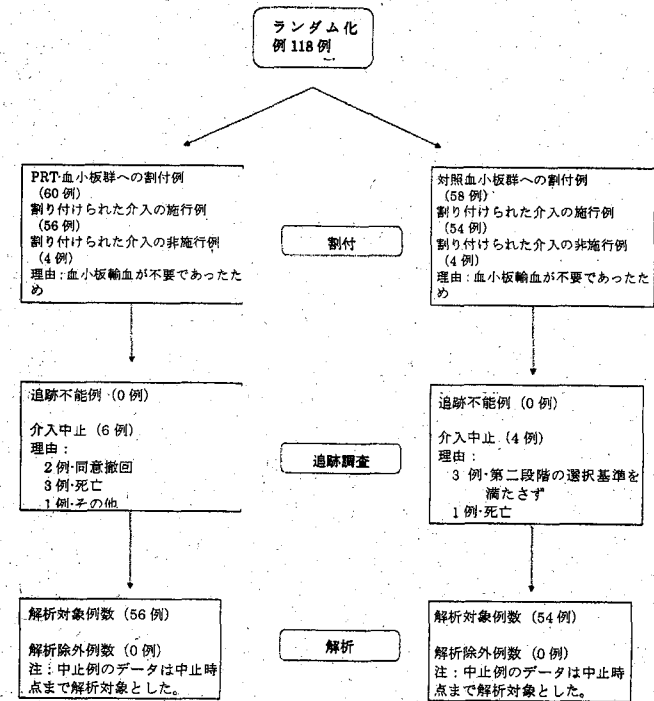 ランダム化
例 118 例
PRT-血小板群への割付例
(60 例)
割り付けられた介入の施行例
(56 例)
割り付けられた介入の非施行例
(4 例)
理由:血小板輸血が不要であったた
め
割付
対照血小板群への割付例
(58 例)
割り付けられた介入の施行例
(54 例)
割り付けられた介入の非施行例
(4 例)
理由:血小板輸血が不要であったた
め
追跡不能例 (0 例)
介入中止 (6 例)
理由:
2 例·同意撤回
3 例·死亡
1 例·その他
追跡調査
追跡不能例 (0 例)
介入中止 (4 例)
理由:
3 例·第二段階の選択基準を
満たさず
1 例·死亡
解析対象例数 (56 例)
解析除外例数 (0 例)
注:中止例のデータは中止時
点まで解析対象とした。
解析
解析対象例数 (54 例)
解析除外例数 (0 例)
注:中止例のデータは中止時
点まで解析対象とした。